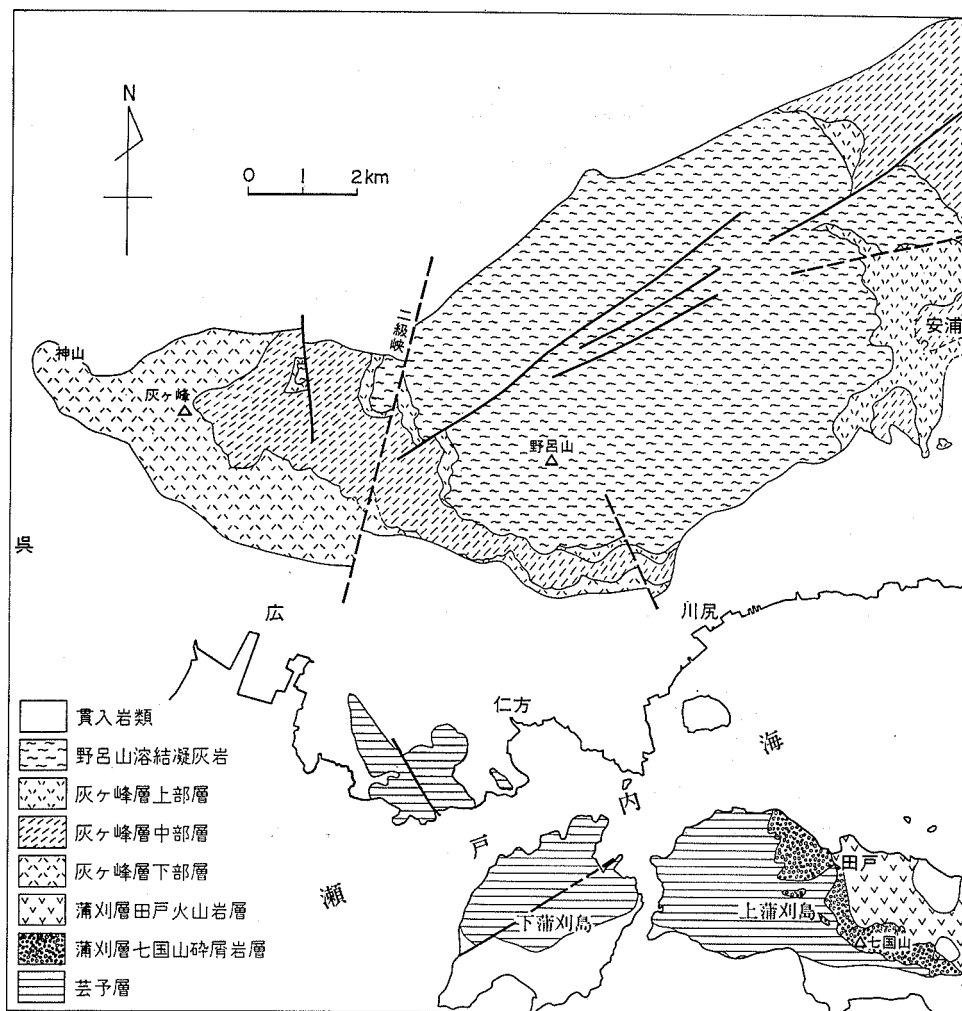 N
0 1 2km
二級峡
神山
灰ヶ峰
安浦
野呂山
呉
広
川尻
仁方
瀬戸内海
田戸
下蒲刈島
上蒲刈島
七国山
貫入岩類
野呂山溶結凝灰岩
灰ヶ峰層上部層
灰ヶ峰層中部層
灰ヶ峰層下部層
蒲刈層田戸火山岩層
蒲刈層七国山砕屑岩層
芸予層